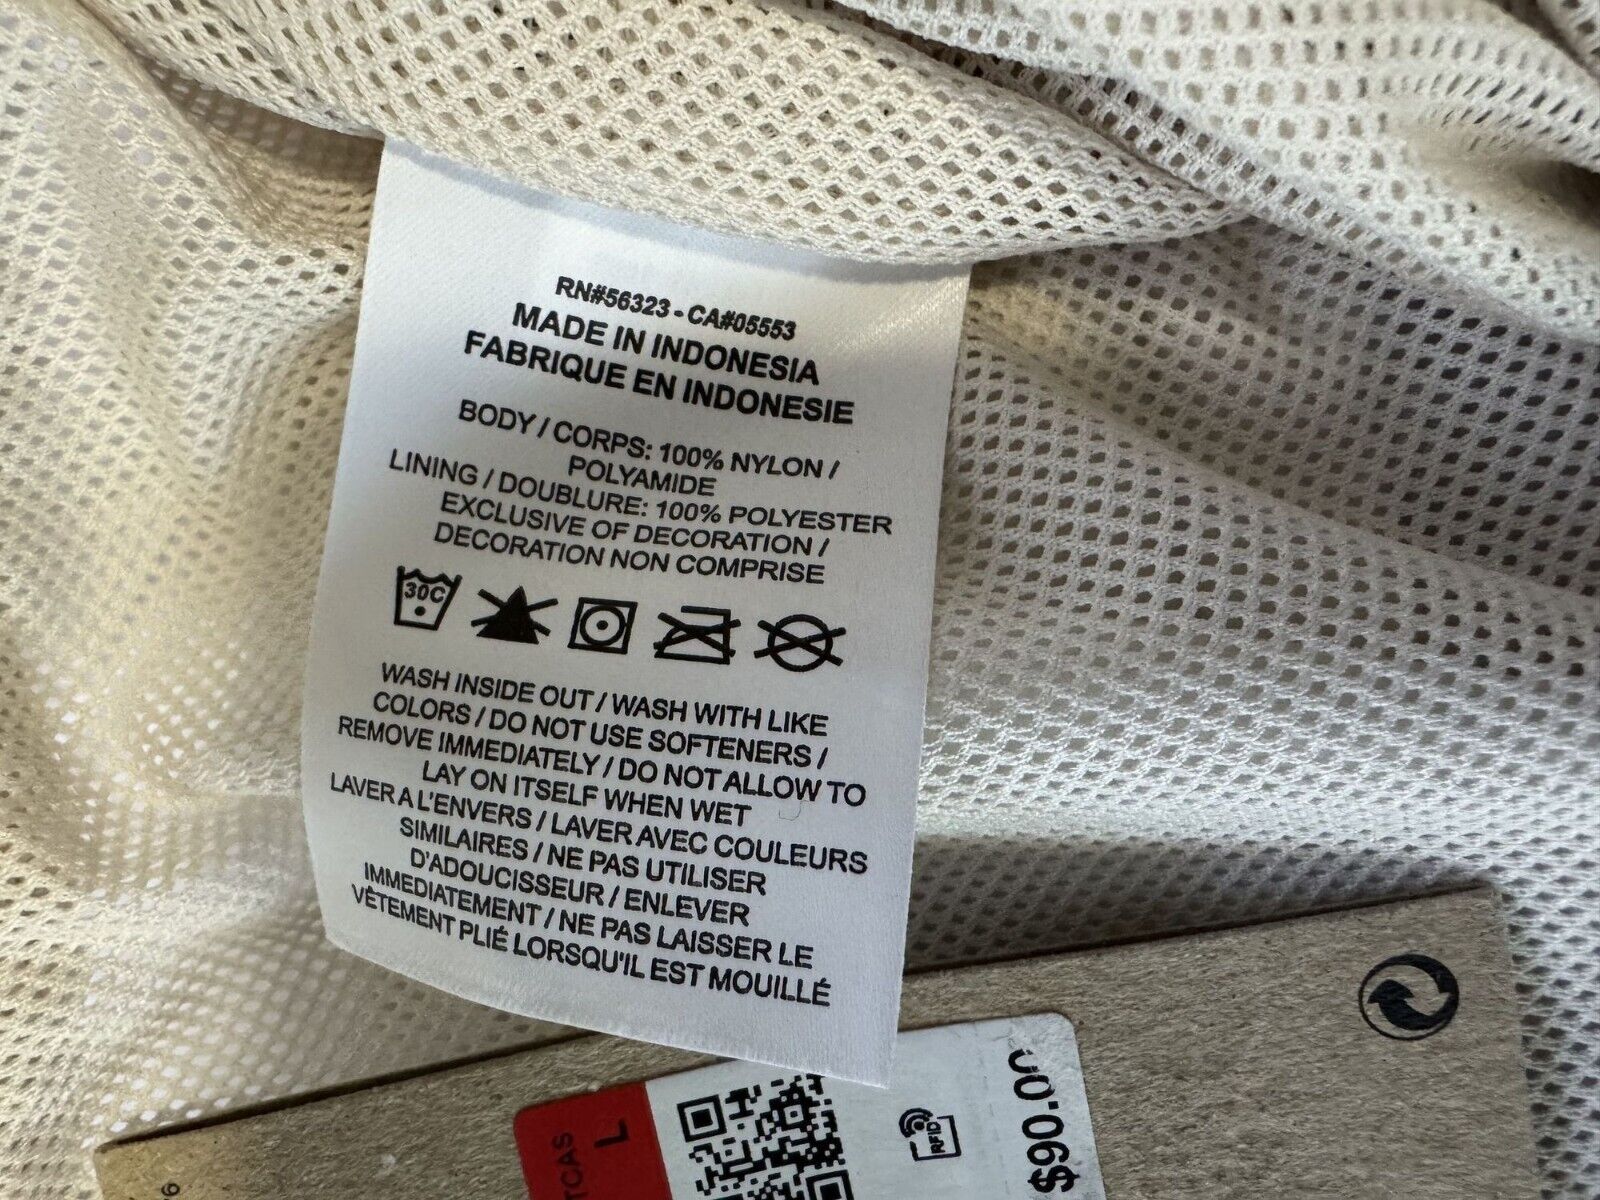 RN#56323 - CA#05553
MADE IN INDONESIA
FABRIQUE EN INDONESIE
BODY / CORPS: 100% NYLON /
POLYAMIDE
LINING / DOUBLURE: 100% POLYESTER
EXCLUSIVE OF DECORATION /
DECORATION NON COMPRISE
30C
WASH INSIDE OUT / WASH WITH LIKE
COLORS / DO NOT USE SOFTENERS /
REMOVE IMMEDIATELY / DO NOT ALLOW TO
LAY ON ITSELF WHEN WET
LAVER A L'ENVERS / LAVER AVEC COULEURS
SIMILAIRES / NE PAS UTILISER
D'ADOUCISSEUR / ENLEVER
IMMEDIATEMENT / NE PAS LAISSER LE
VÊTEMENT PLIÉ LORSQU'IL EST MOUILLÉ
L
RFID
$90.00